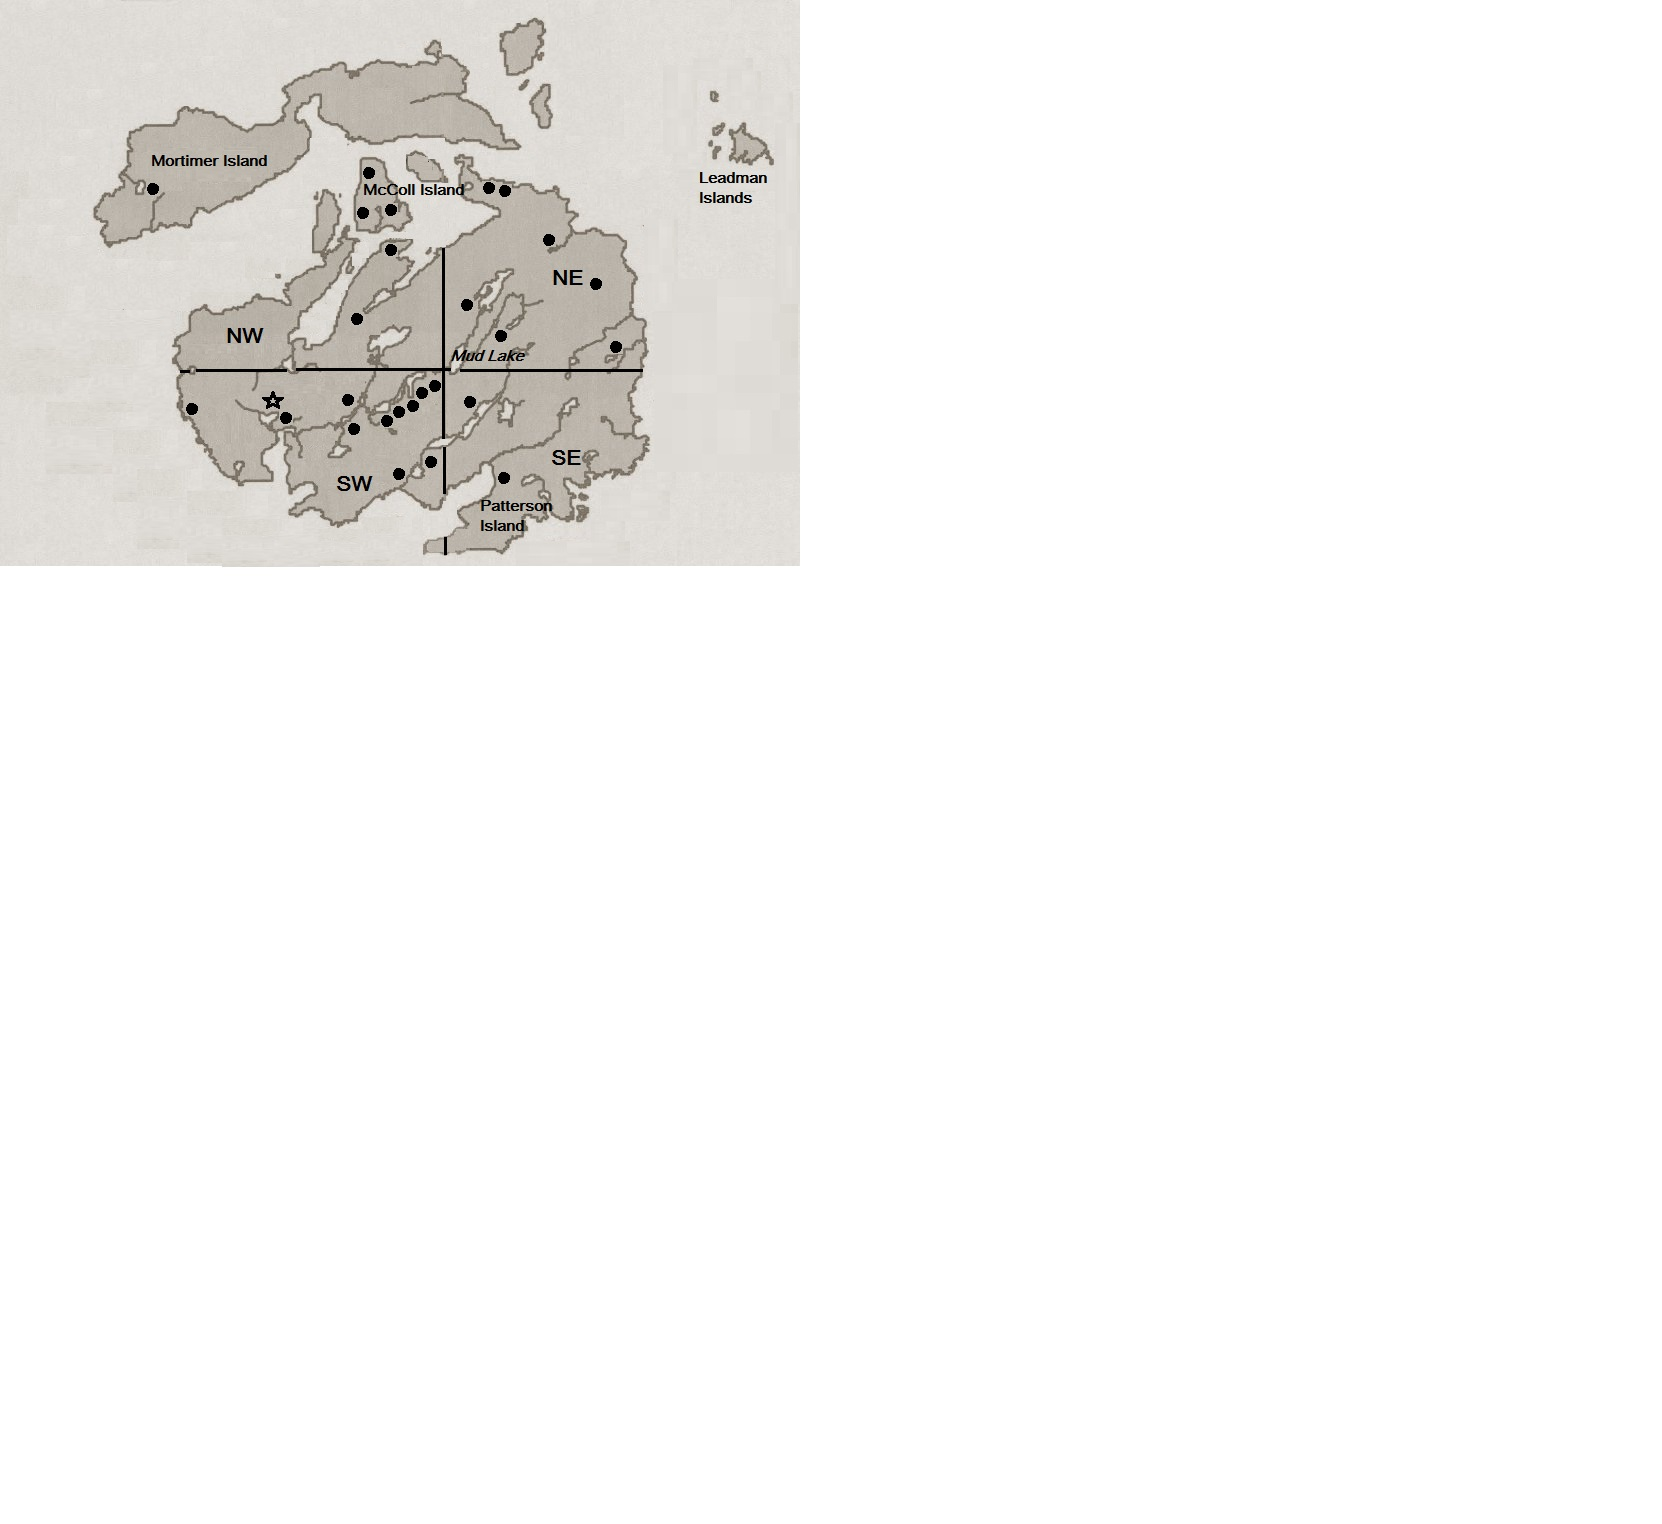 Mortimer Island
McColl Island
Leadman
Islands
NE
NW
Mud Lake
SW
SE
Patterson
Island